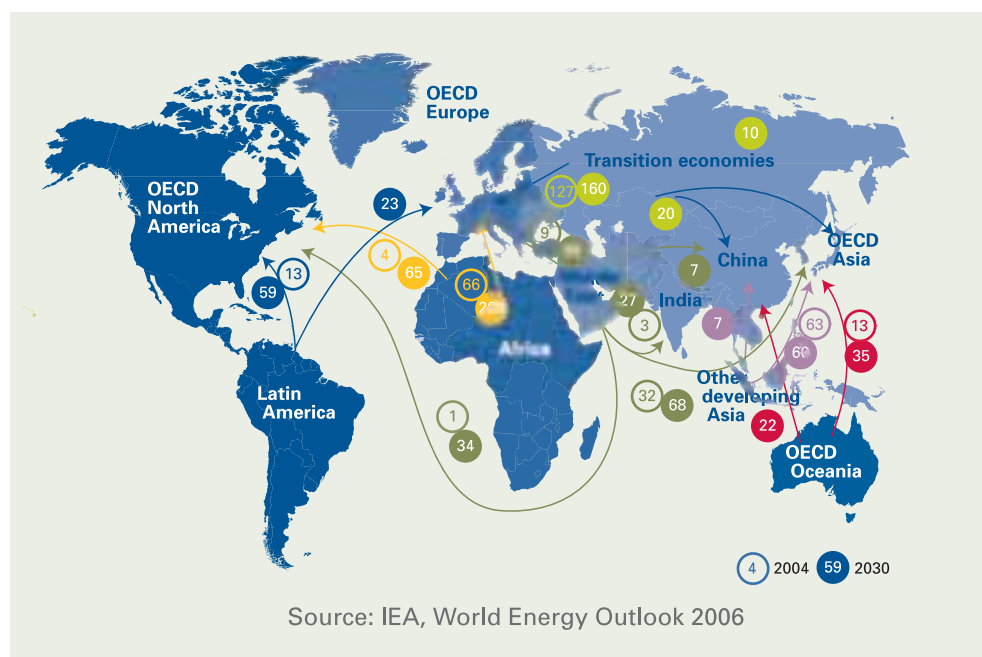 OECD
Europe
10
Transition economies
OECD
North
America
127 160
23
20
9
OECD
Asia
China
4
65
13
59
66
7
27
India
3
7
63
13
35
Africa
Latin
America
32
68
Other
developing
Asia
1
34
22
OECD
Oceania
4 2004 59 2030
Source: IEA, World Energy Outlook 2006